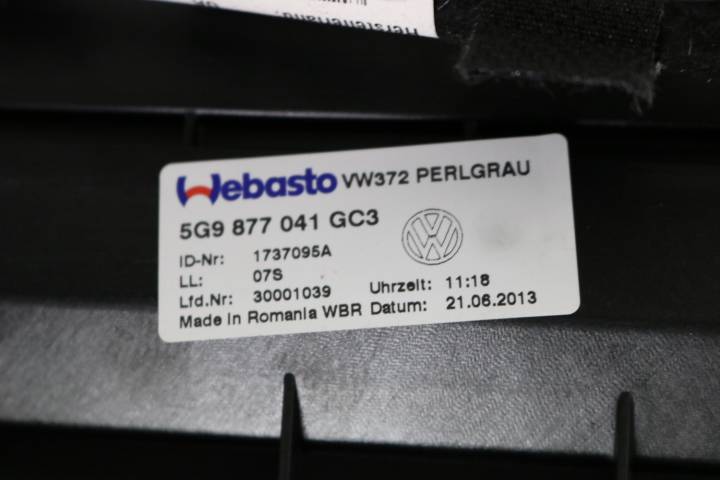 Herstellerland:
Webasto VW372 PERLGRAU
5G9 877 041 GC3
ID-Nr: 1737095A
LL: 07S
Lfd.Nr: 30001039 Uhrzeit: 11:18
Made in Romania WBR Datum: 21.06.2013